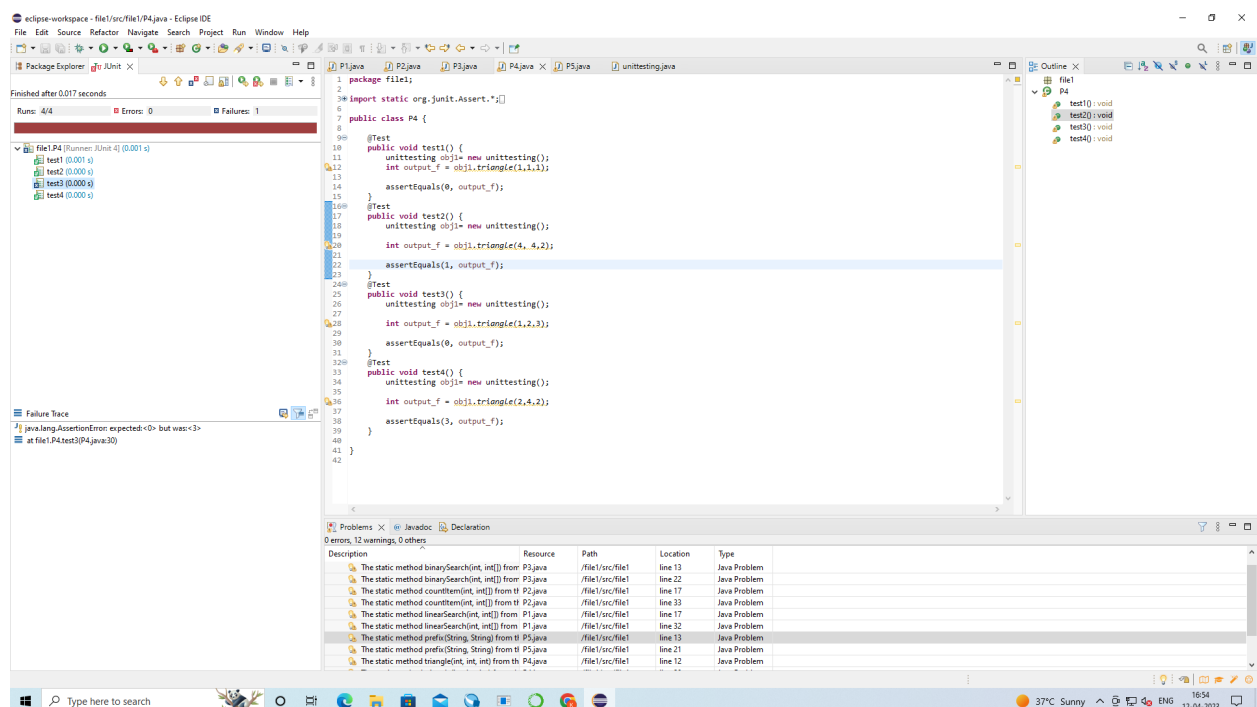 eclipse-workspace - file1/src/file1/P4.java - Eclipse IDE
File Edit Source Refactor Navigate Search Project Run Window Help
Package Explorer JUnit
Finished after 0.017 seconds
Runs: 4/4 Errors: 0 Failures: 1
file1.P4 [Runner: JUnit 4] (0.001 s)
test1 (0.001 s)
test2 (0.000 s)
test3 (0.000 s)
test4 (0.000 s)
Failure Trace
java.lang.AssertionError: expected:<0> but was:<3>
at file1.P4.test3(P4.java:30)
P1.java P2.java P3.java P4.java P5.java unittesting.java
1 package file1;
2
3 import static org.junit.Assert.*;
6
7 public class P4 {
8
9 @Test
10 public void test1() {
11 unittesting obj1= new unittesting();
12 int output_f = obj1.triangle(1,1,1);
13
14 assertEquals(0, output_f);
15 }
16 @Test
17 public void test2() {
18 unittesting obj1= new unittesting();
19
20 int output_f = obj1.triangle(4, 4,2);
21
22 assertEquals(1, output_f);
23 }
24 @Test
25 public void test3() {
26 unittesting obj1= new unittesting();
27
28 int output_f = obj1.triangle(1,2,3);
29
30 assertEquals(0, output_f);
31 }
32 @Test
33 public void test4() {
34 unittesting obj1= new unittesting();
35
36 int output_f = obj1.triangle(2,4,2);
37
38 assertEquals(3, output_f);
39 }
40
41 }
42
Outline
file1
P4
test1() : void
test2() : void
test3() : void
test4() : void
Problems Javadoc Declaration
0 errors, 12 warnings, 0 others
Description Resource Path Location Type
The static method binarySearch(int, int[]) from P3.java /file1/src/file1 line 13 Java Problem
The static method binarySearch(int, int[]) from P3.java /file1/src/file1 line 22 Java Problem
The static method countItem(int, int[]) from th P2.java /file1/src/file1 line 17 Java Problem
The static method countItem(int, int[]) from th P2.java /file1/src/file1 line 33 Java Problem
The static method linearSearch(int, int[]) from P1.java /file1/src/file1 line 17 Java Problem
The static method linearSearch(int, int[]) from P1.java /file1/src/file1 line 32 Java Problem
The static method prefix(String, String) from th P5.java /file1/src/file1 line 13 Java Problem
The static method prefix(String, String) from th P5.java /file1/src/file1 line 21 Java Problem
The static method triangle(int, int, int) from th P4.java /file1/src/file1 line 12 Java Problem
Type here to search
37°C Sunny ENG
16:54
12-04-2023